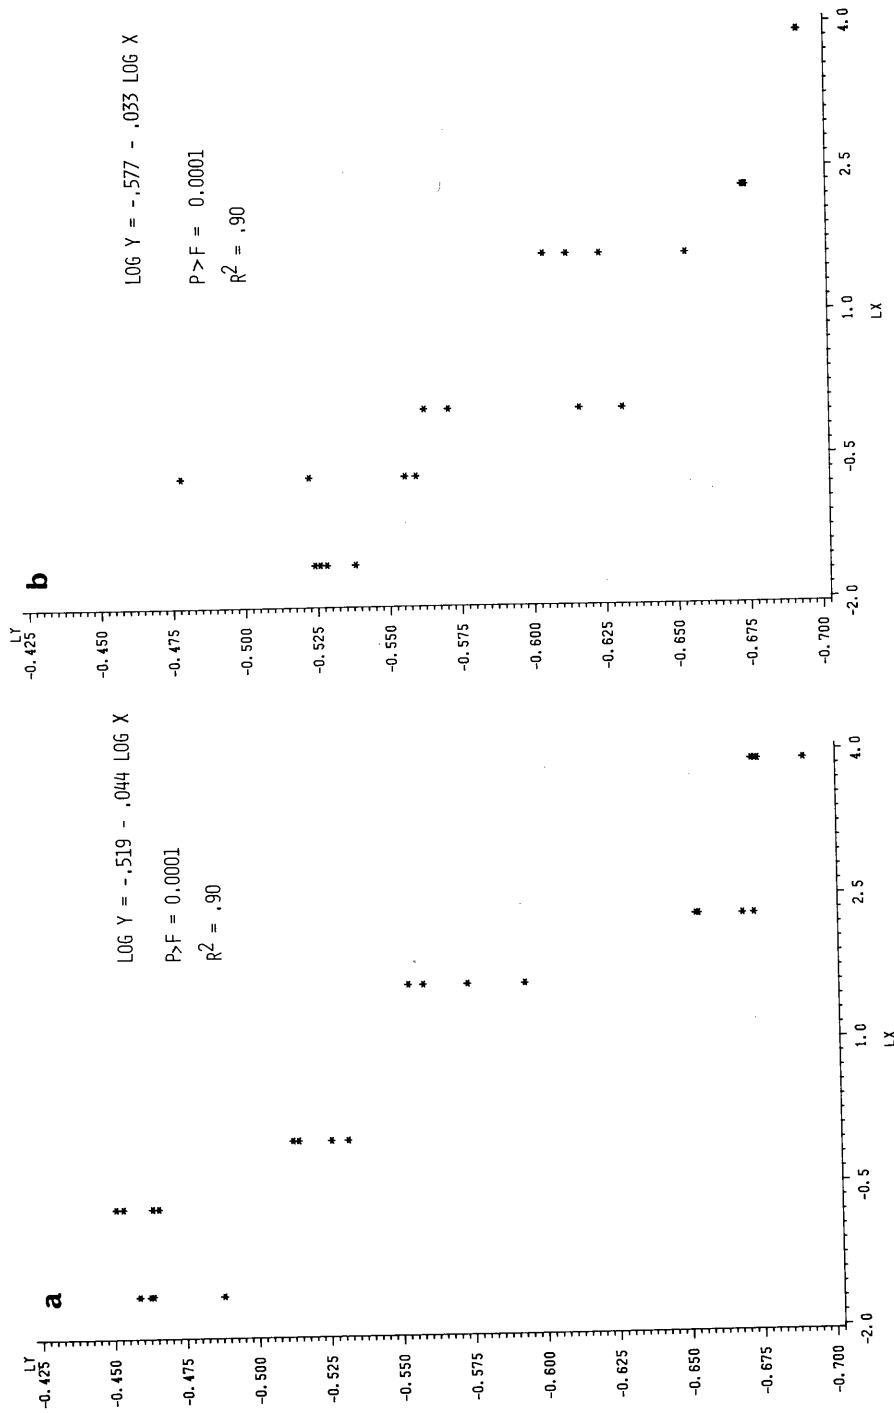 a
LOG Y = -.519 - .044 LOG X
P>F = 0.0001
R² = .90
LY
-0.425
-0.450
-0.475
-0.500
-0.525
-0.550
-0.575
-0.600
-0.625
-0.650
-0.675
-0.700
-2.0
-0.5
1.0
2.5
4.0
LX
b
LOG Y = -.577 - .033 LOG X
P>F = 0.0001
R² = .90
LY
-0.425
-0.450
-0.475
-0.500
-0.525
-0.550
-0.575
-0.600
-0.625
-0.650
-0.675
-0.700
-2.0
-0.5
1.0
2.5
4.0
LX